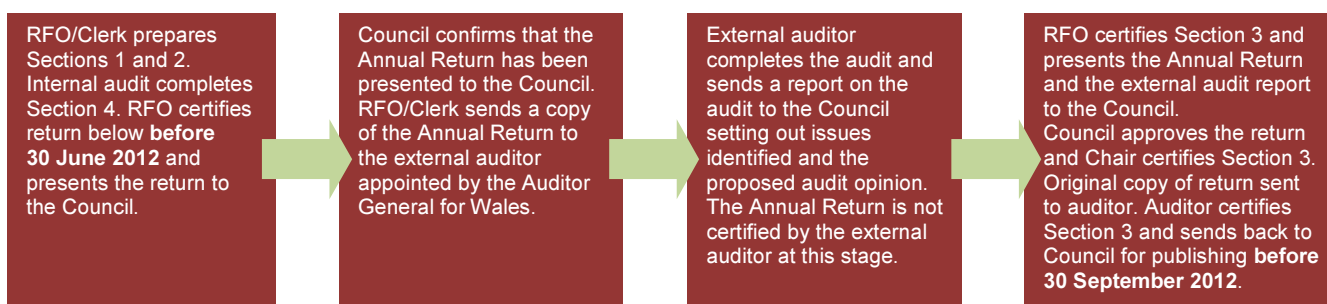 RFO/Clerk prepares
Sections 1 and 2.
Internal audit completes
Section 4. RFO certifies
return below before
30 June 2012 and
presents the return to
the Council.
Council confirms that the
Annual Return has been
presented to the Council.
RFO/Clerk sends a copy
of the Annual Return to
the external auditor
appointed by the Auditor
General for Wales.
External auditor
completes the audit and
sends a report on the
audit to the Council
setting out issues
identified and the
proposed audit opinion.
The Annual Return is not
certified by the external
auditor at this stage.
RFO certifies Section 3 and
presents the Annual Return
and the external audit report
to the Council.
Council approves the return
and Chair certifies Section 3.
Original copy of return sent
to auditor. Auditor certifies
Section 3 and sends back to
Council for publishing before
30 September 2012.